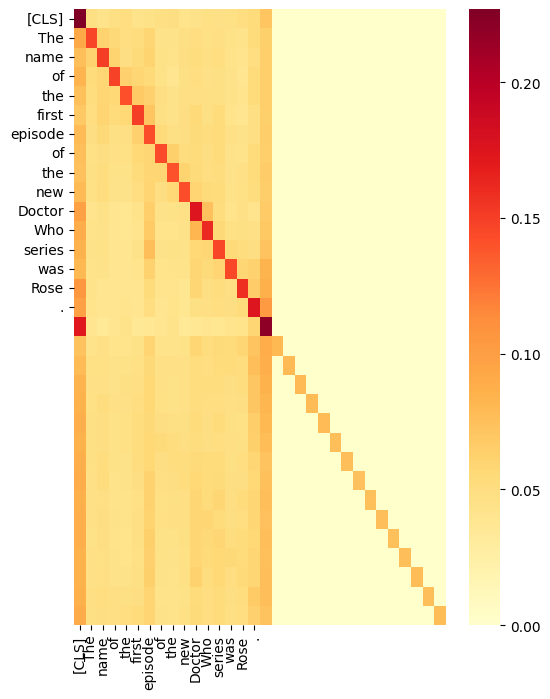 [CLS]
The
name
of
the
first
episode
of
the
new
Doctor
Who
series
was
Rose
.
[CLS]
The
name
of
the
first
episode
of
the
new
Doctor
Who
series
was
Rose
.
0.20
0.15
0.10
0.05
0.00